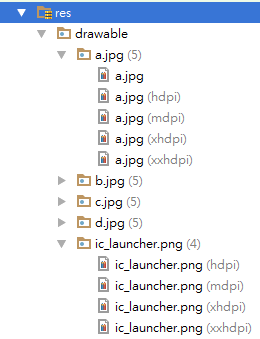 res
drawable
a.jpg (5)
a.jpg
a.jpg (hdpi)
a.jpg (mdpi)
a.jpg (xhdpi)
a.jpg (xxhdpi)
b.jpg (5)
c.jpg (5)
d.jpg (5)
ic_launcher.png (4)
ic_launcher.png (hdpi)
ic_launcher.png (mdpi)
ic_launcher.png (xhdpi)
ic_launcher.png (xxhdpi)